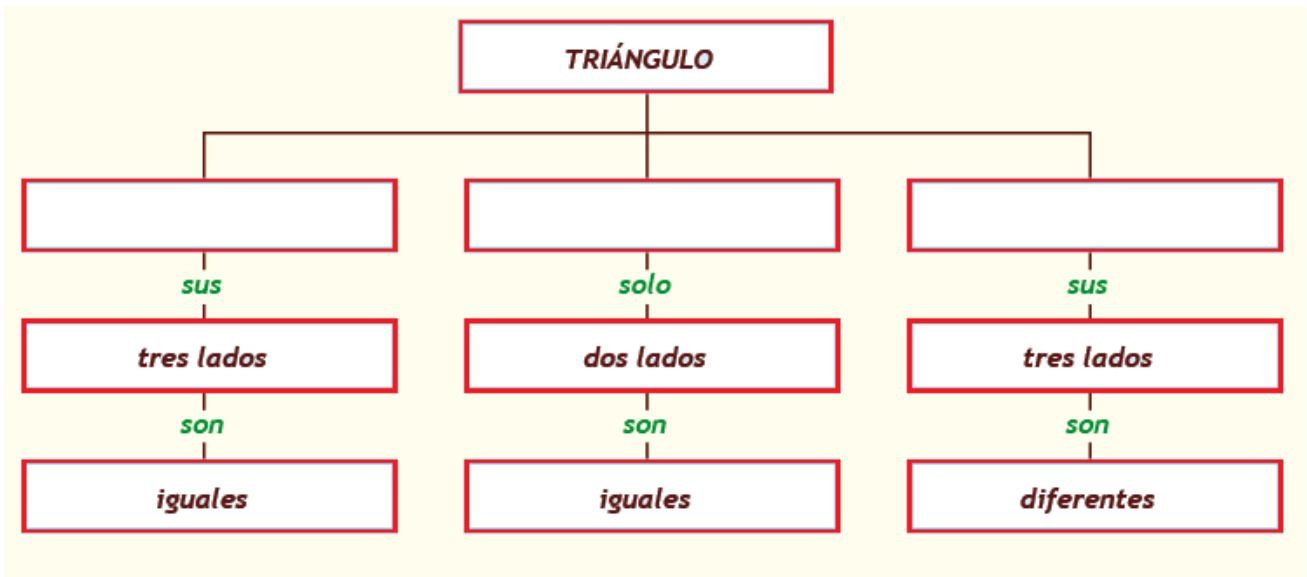 TRIÁNGULO
sus
solo
sus
tres lados
dos lados
tres lados
son
son
son
iguales
iguales
diferentes